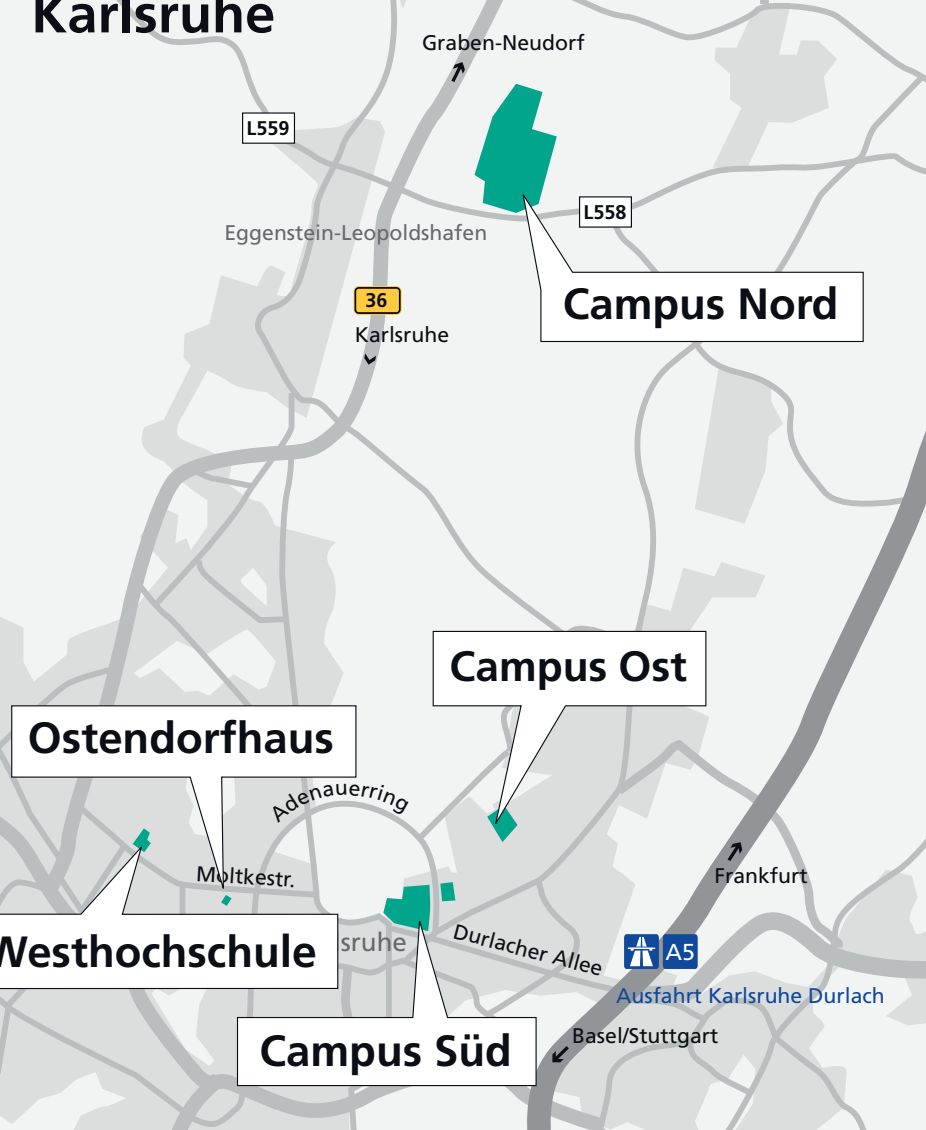 Karlsruhe
Graben-Neudorf
L559
L558
Eggenstein-Leopoldshafen
Campus Nord
36
Karlsruhe
Campus Ost
Ostendorfhaus
Adenauerring
Moltkestr.
Frankfurt
Westhochschule
sruhe
Durlacher Allee
A5
Ausfahrt Karlsruhe Durlach
Basel/Stuttgart
Campus Süd